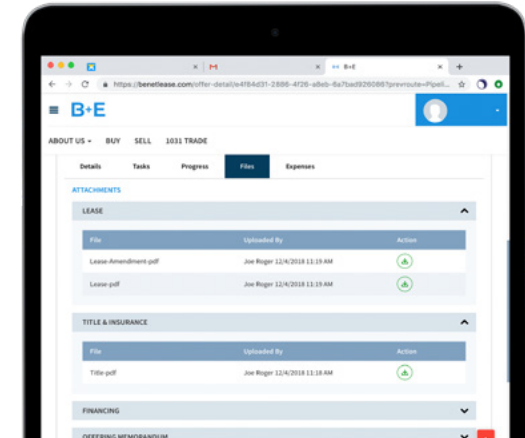 B+E
https://benetlease.com/offer-detail/e4f84d31-2886-4f26-a8eb-6a7bad926086?prevroute=Pipeli...
B+E
ABOUT US BUY SELL 1031 TRADE
Details Tasks Progress Files Expenses
ATTACHMENTS
LEASE
File Uploaded By Action
Lease-Amendment-pdf Joe Roger 12/4/2018 11:19 AM
Lease-pdf Joe Roger 12/4/2018 11:19 AM
TITLE & INSURANCE
File Uploaded By Action
Title-pdf Joe Roger 12/4/2018 11:18 AM
FINANCING
OFFERING MEMORANDUM